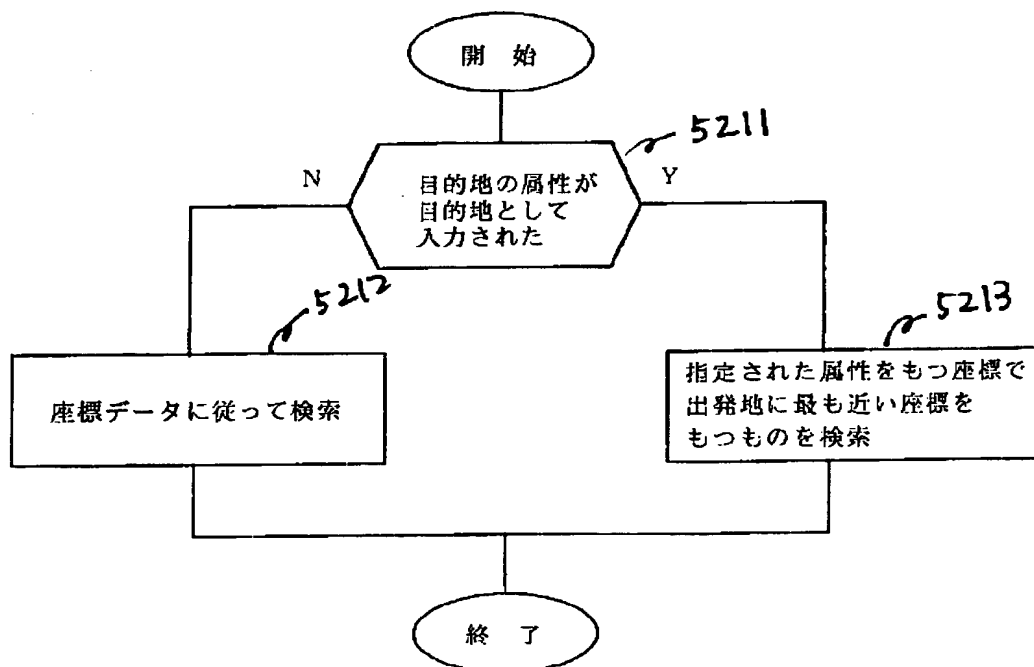 開 始
5211
N
Y
目的地の属性が
目的地として
入力された
5212
5213
座標データに従って検索
指定された属性をもつ座標で
出発地に最も近い座標を
もつものを検索
終 了